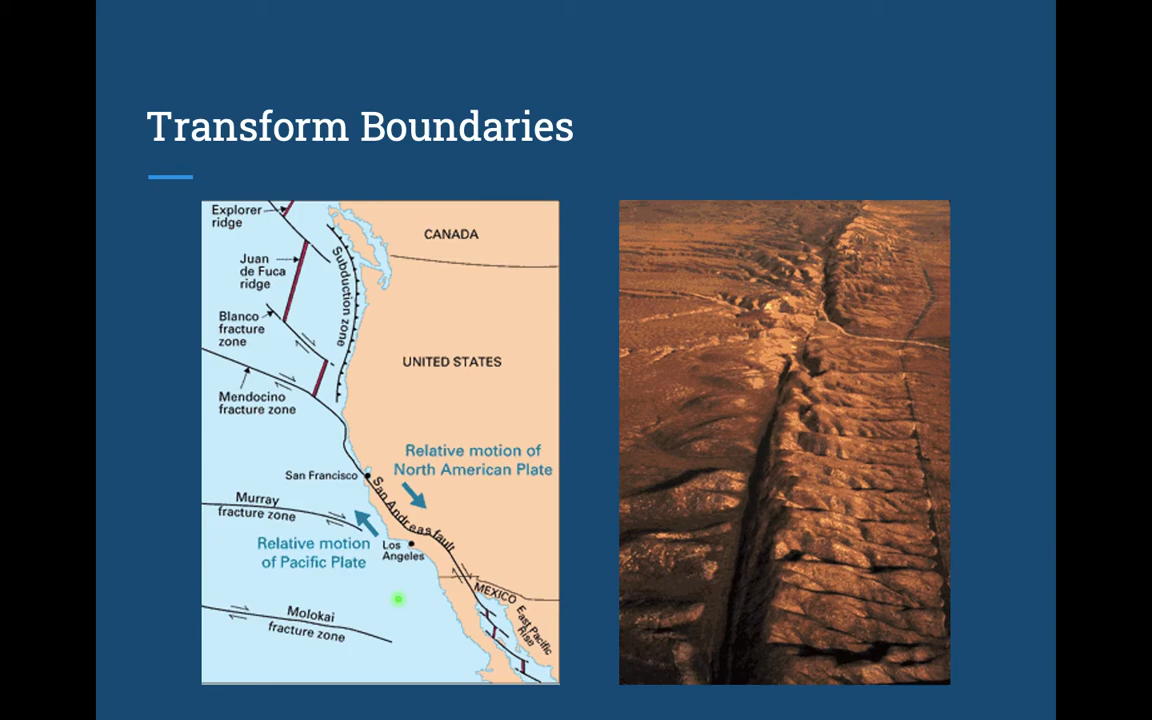 Transform Boundaries
Explorer
ridge
CANADA
Juan
de Fuca
ridge
Subduction zone
Blanco
fracture
zone
UNITED STATES
Mendocino
fracture zone
Relative motion of
North American Plate
San Francisco
San Andreas fault
Murray
fracture zone
Relative motion
of Pacific Plate
Los
Angeles
MEXICO
East Pacific
Rise
Molokai
fracture zone